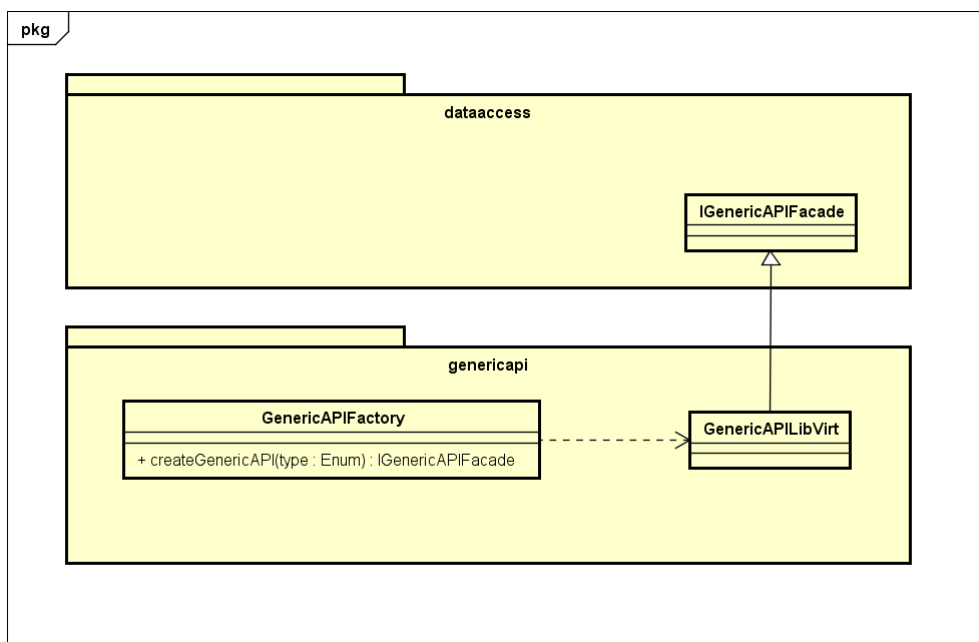 pkg
dataaccess
IGenericAPIFacade
genericapi
GenericAPIFactory
+ createGenericAPI(type : Enum) : IGenericAPIFacade
GenericAPILibVirt